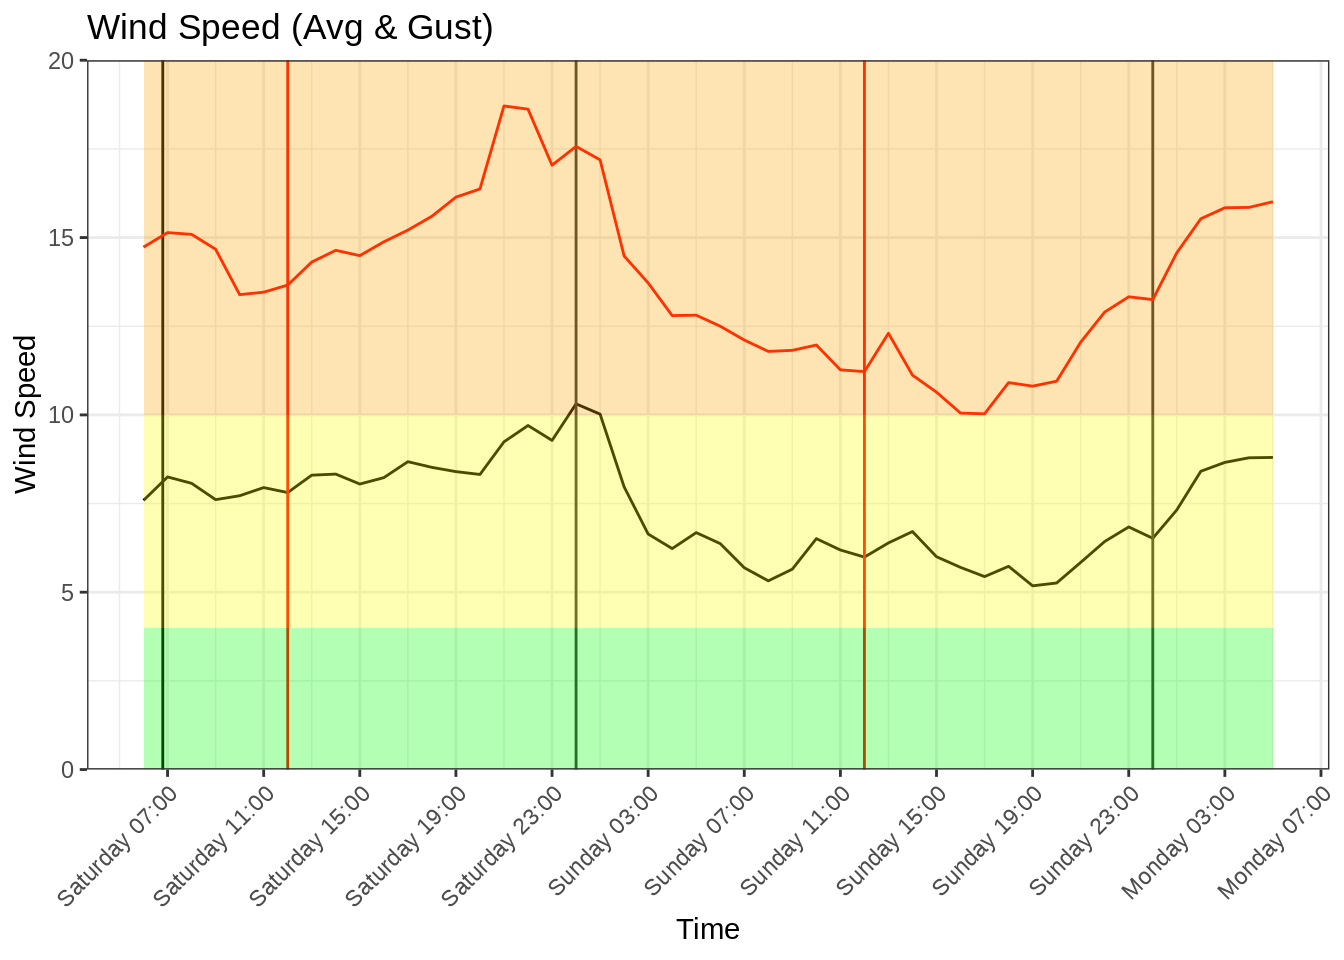 Wind Speed (Avg & Gust)
20
15
10
5
0
Wind Speed
Saturday 07:00
Saturday 11:00
Saturday 15:00
Saturday 19:00
Saturday 23:00
Sunday 03:00
Sunday 07:00
Sunday 11:00
Sunday 15:00
Sunday 19:00
Sunday 23:00
Monday 03:00
Monday 07:00
Time